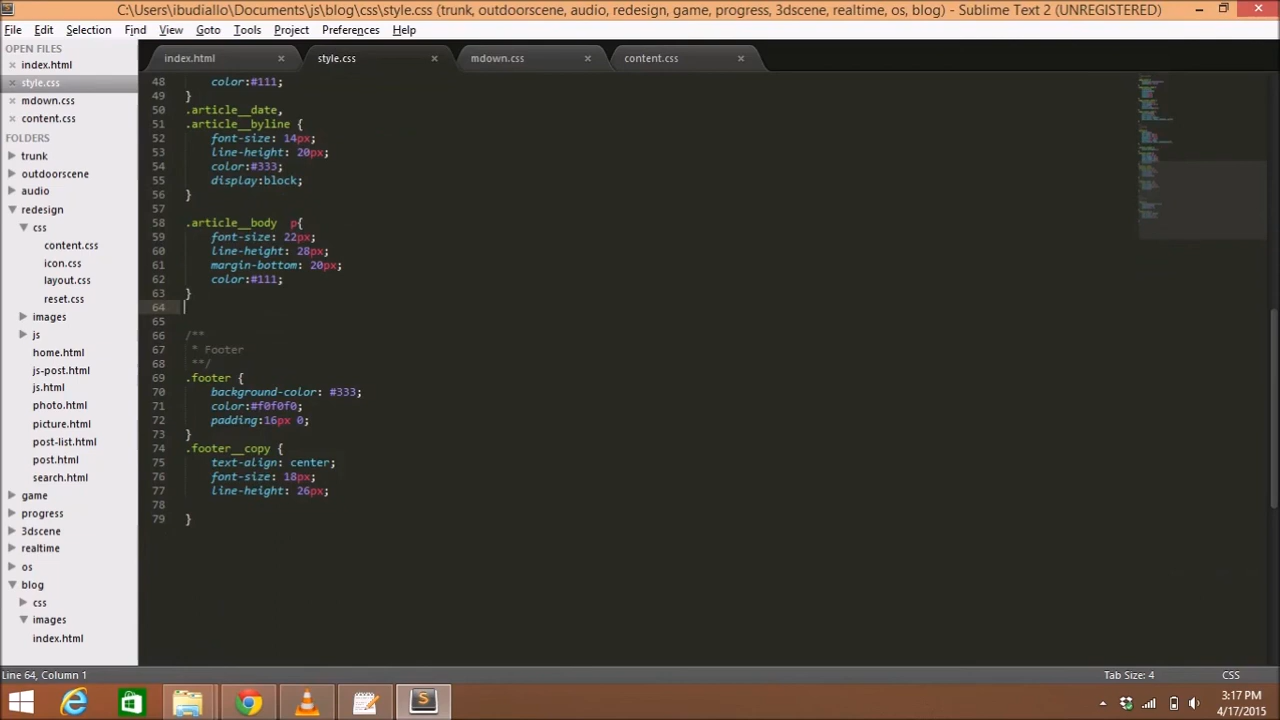 C:\Users\ibudiallo\Documents\js\blog\css\style.css (trunk, outdoorscene, audio, redesign, game, progress, 3dscene, realtime, os, blog) - Sublime Text 2 (UNREGISTERED)
File Edit Selection Find View Goto Tools Project Preferences Help
OPEN FILES
index.html
style.css
mdown.css
content.css
FOLDERS
trunk
outdoorscene
audio
redesign
css
content.css
icon.css
layout.css
reset.css
images
js
home.html
js-post.html
js.html
photo.html
picture.html
post-list.html
post.html
search.html
game
progress
3dscene
realtime
os
blog
css
images
index.html
index.html style.css mdown.css content.css
48 color:#111;
49 }
50 .article__date,
51 .article__byline {
52 font-size: 14px;
53 line-height: 20px;
54 color:#333;
55 display:block;
56 }
57
58 .article__body  p{
59 font-size: 22px;
60 line-height: 28px;
61 margin-bottom: 20px;
62 color:#111;
63 }
64
65
66 /**
67 * Footer
68 **/
69 .footer {
70 background-color: #333;
71 color:#f0f0f0;
72 padding:16px 0;
73 }
74 .footer__copy {
75 text-align: center;
76 font-size: 18px;
77 line-height: 26px;
78
79 }
Line 64, Column 1 Tab Size: 4 CSS
3:17 PM
4/17/2015